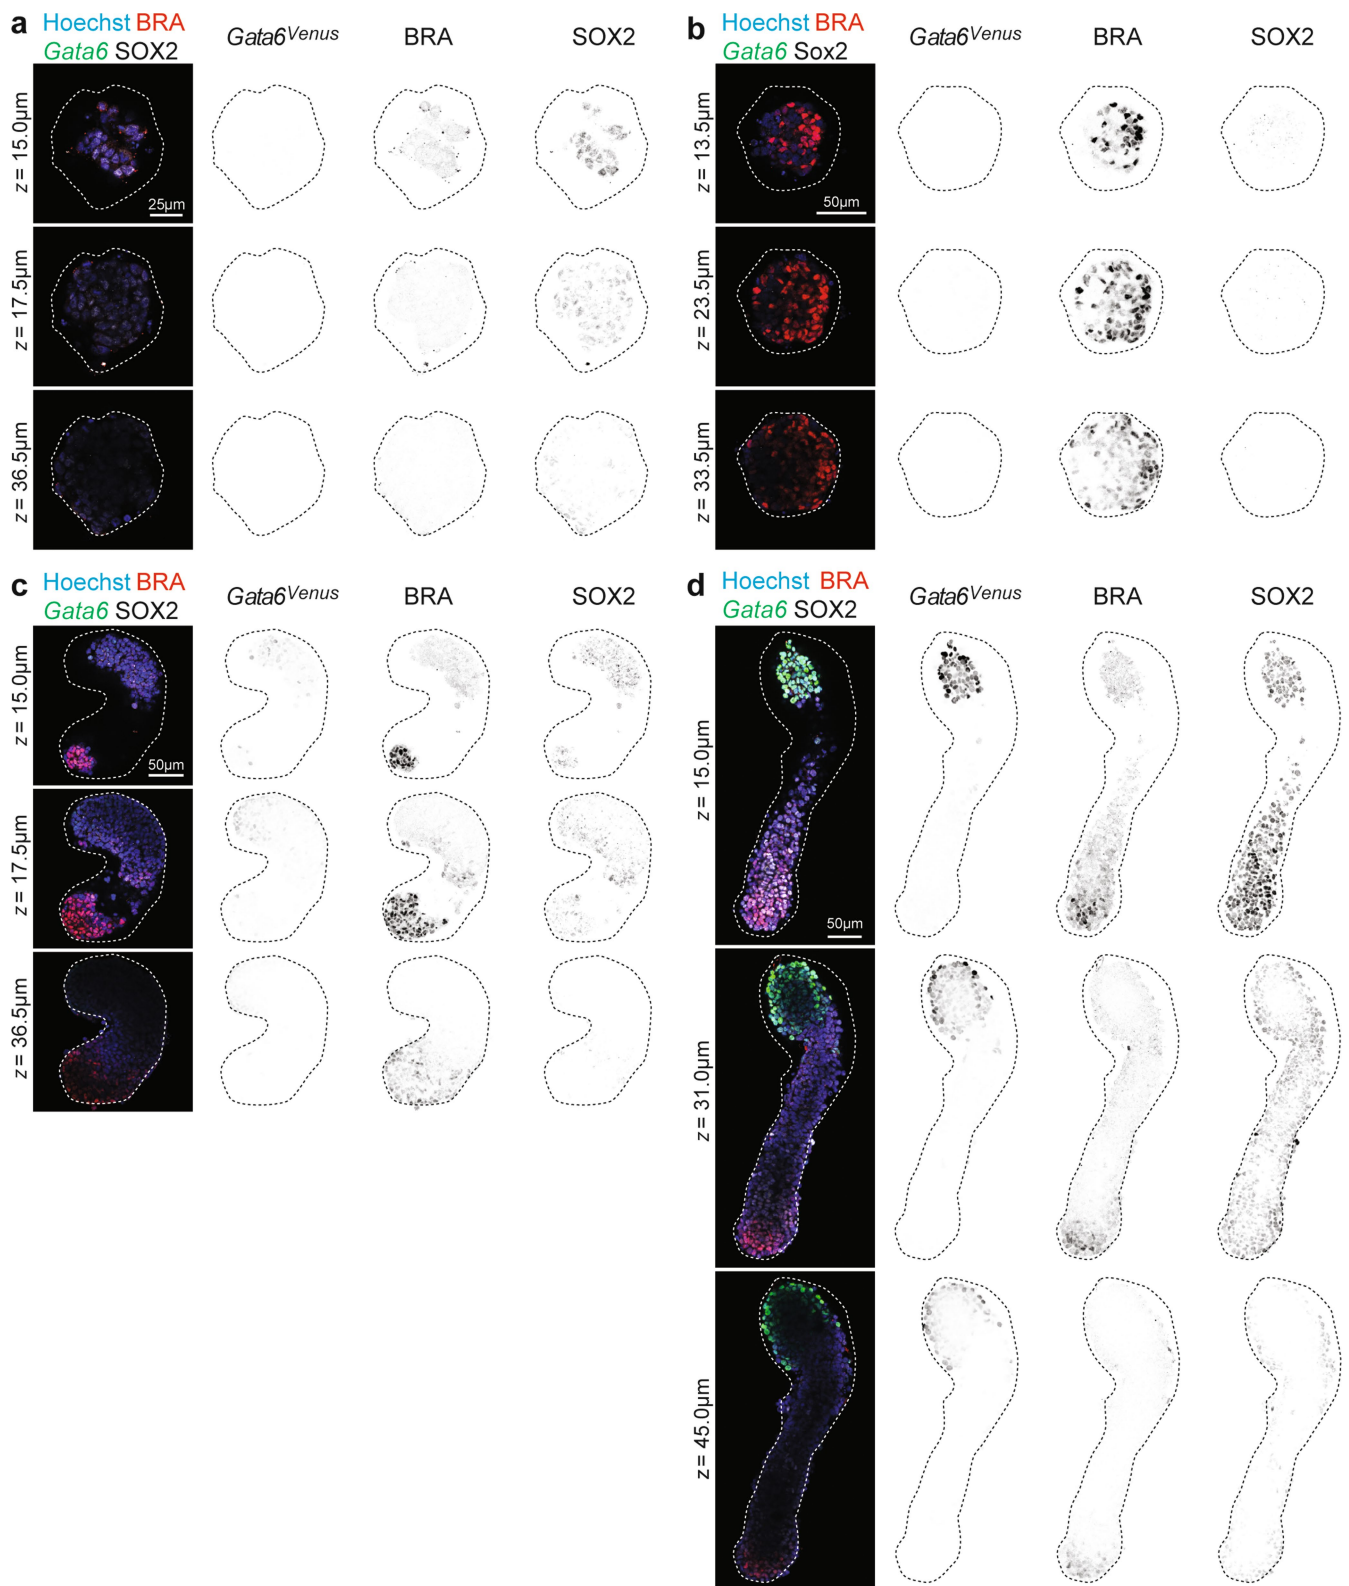 a Hoechst BRA
Gata6 SOX2
Gata6Venus
BRA
SOX2
z = 15.0µm
25µm
z = 17.5µm
z = 36.5µm
b Hoechst BRA
Gata6 Sox2
Gata6Venus
BRA
SOX2
z = 13.5µm
50µm
z = 23.5µm
z = 33.5µm
c Hoechst BRA
Gata6 SOX2
Gata6Venus
BRA
SOX2
z = 15.0µm
50µm
z = 17.5µm
z = 36.5µm
d Hoechst BRA
Gata6 SOX2
Gata6Venus
BRA
SOX2
z = 15.0µm
50µm
z = 31.0µm
z = 45.0µm